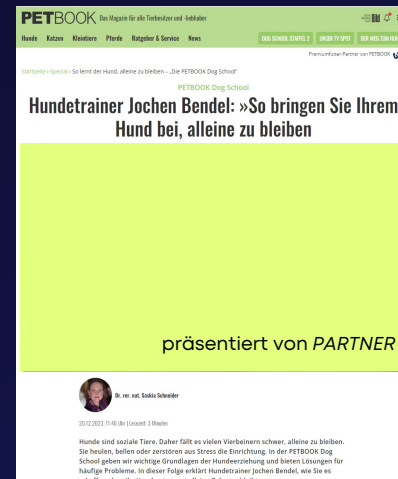 PETBOOK Das Magazin für alle Tierbesitzer und -liebhaber
Hunde Katzen Kleintiere Pferde Ratgeber & Service News DOG SCHOOL STAFFEL 2 UNSER TV SPOT DER WEG ZUM HUN
Premiumfutter-Partner von PETBOOK
Startseite » Special » So lernt der Hund, alleine zu bleiben – „Die PETBOOK Dog School“
PETBOOK Dog School
Hundetrainer Jochen Bendel: »So bringen Sie Ihrem
Hund bei, alleine zu bleiben
präsentiert von PARTNER
Dr. rer. nat. Saskia Schneider
20.12.2023, 11:46 Uhr | Lesezeit: 3 Minuten
Hunde sind soziale Tiere. Daher fällt es vielen Vierbeinern schwer, alleine zu bleiben.
Sie heulen, bellen oder zerstören aus Stress die Einrichtung. In der PETBOOK Dog
School geben wir wichtige Grundlagen der Hundeerziehung und bieten Lösungen für
häufige Probleme. In dieser Folge erklärt Hundetrainer Jochen Bendel, wie Sie es